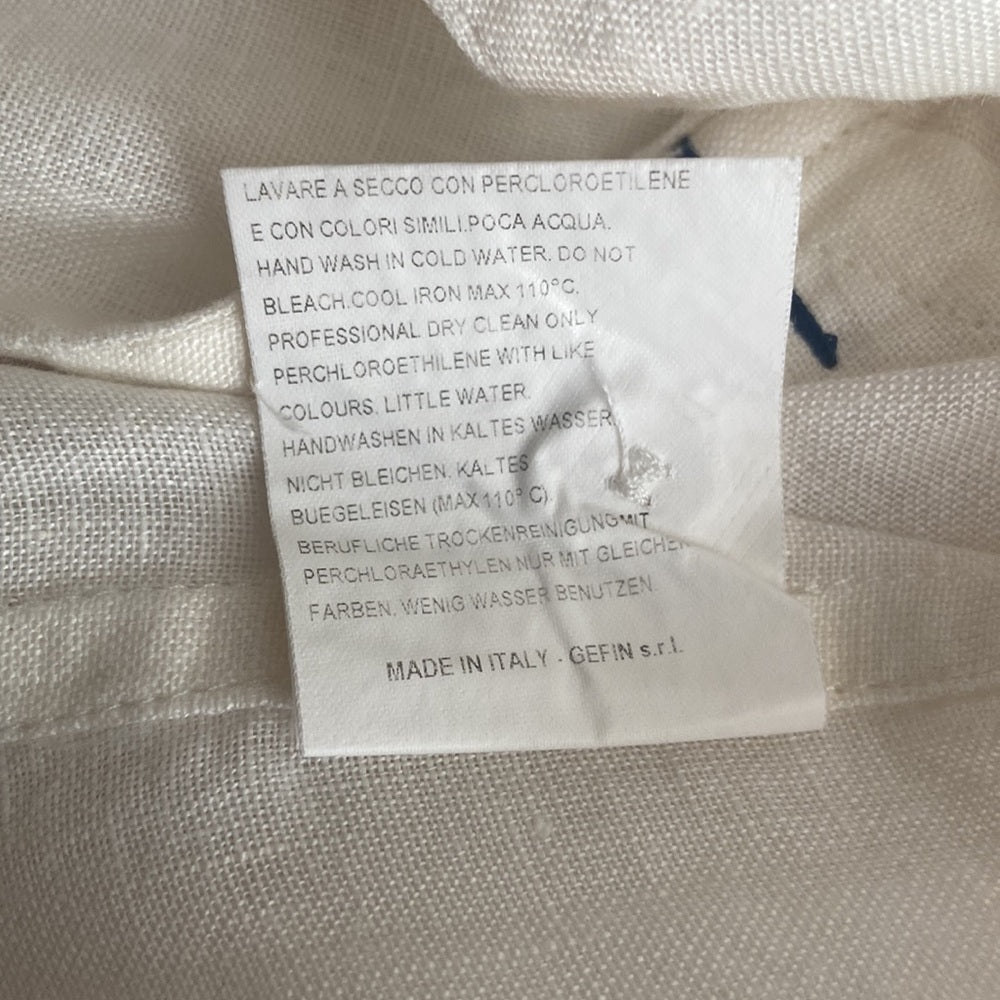 LAVARE A SECCO CON PERCLOROETILENE
E CON COLORI SIMILI.POCA ACQUA.
HAND WASH IN COLD WATER. DO NOT
BLEACH.COOL IRON MAX 110°C.
PROFESSIONAL DRY CLEAN ONLY
PERCHLOROETHILENE WITH LIKE
COLOURS. LITTLE WATER.
HANDWASHEN IN KALTES WASSER.
NICHT BLEICHEN. KALTES
BUEGELEISEN (MAX 110° C).
BERUFLICHE TROCKENREINIGUNG MIT
PERCHLORAETHYLEN NUR MIT GLEICHEN
FARBEN. WENIG WASSER BENUTZEN.
MADE IN ITALY - GEFIN s.r.l.